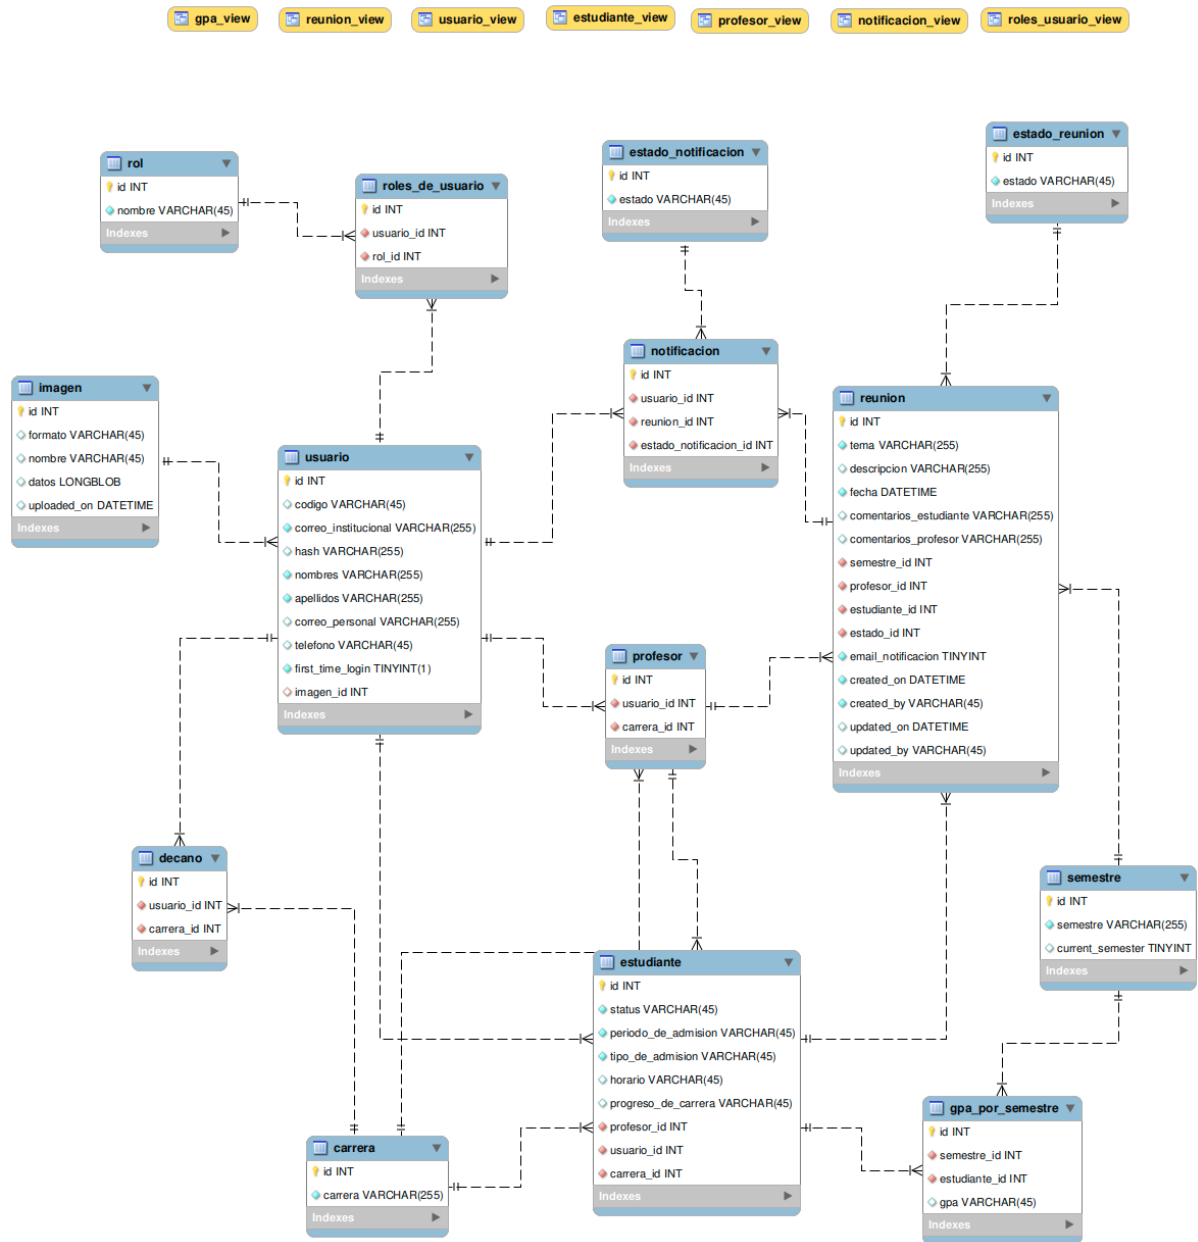 gpa_view
reunion_view
usuario_view
estudiante_view
profesor_view
notificacion_view
roles_usuario_view
rol
id INT
nombre VARCHAR(45)
Indexes
roles_de_usuario
id INT
usuario_id INT
rol_id INT
Indexes
estado_notificacion
id INT
estado VARCHAR(45)
Indexes
estado_reunion
id INT
estado VARCHAR(45)
Indexes
imagen
id INT
formato VARCHAR(45)
nombre VARCHAR(45)
datos LONGBLOB
uploaded_on DATETIME
Indexes
usuario
id INT
codigo VARCHAR(45)
correo_institucional VARCHAR(255)
hash VARCHAR(255)
nombres VARCHAR(255)
apellidos VARCHAR(255)
correo_personal VARCHAR(255)
telefono VARCHAR(45)
first_time_login TINYINT(1)
imagen_id INT
Indexes
notificacion
id INT
usuario_id INT
reunion_id INT
estado_notificacion_id INT
Indexes
reunion
id INT
tema VARCHAR(255)
descripcion VARCHAR(255)
fecha DATETIME
comentarios_estudiante VARCHAR(255)
comentarios_profesor VARCHAR(255)
semestre_id INT
profesor_id INT
estudiante_id INT
estado_id INT
email_notificacion TINYINT
created_on DATETIME
created_by VARCHAR(45)
updated_on DATETIME
updated_by VARCHAR(45)
Indexes
profesor
id INT
usuario_id INT
carrera_id INT
Indexes
decano
id INT
usuario_id INT
carrera_id INT
Indexes
semestre
id INT
semestre VARCHAR(255)
current_semester TINYINT
Indexes
estudiante
id INT
status VARCHAR(45)
periodo_de_admision VARCHAR(45)
tipo_de_admision VARCHAR(45)
horario VARCHAR(45)
progreso_de_carrera VARCHAR(45)
profesor_id INT
usuario_id INT
carrera_id INT
Indexes
carrera
id INT
carrera VARCHAR(255)
Indexes
gpa_por_semestre
id INT
semestre_id INT
estudiante_id INT
gpa VARCHAR(45)
Indexes